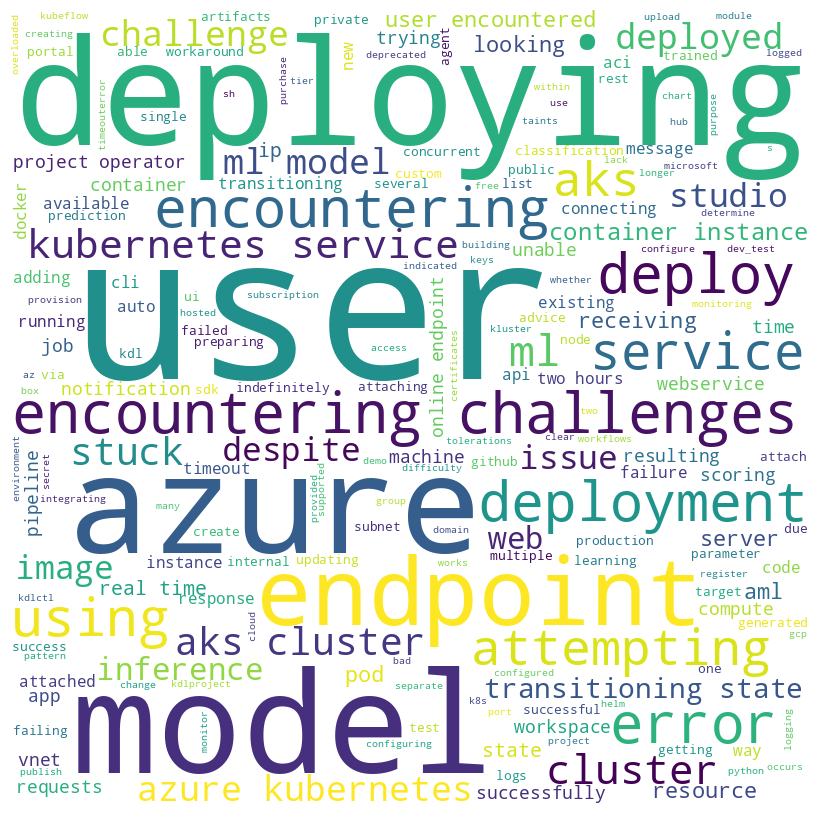 kubeflow
artifacts
private
user encountered
upload
module
creating
challenge
able
workaround
trying
looking
deployed
overloaded
portal
deprecated
agent
new
aci
trained
logged
deploying
timeouterror
single
sh
purchase
tier
rest
within
use
chart
hub
purpose
project operator
ml model
ip
concurrent
classification
message
s
container
transitioning
several
custom
public
taints
lack
longer
microsoft
docker
available
prediction
encountering
free
list
aks
studio
connecting
determine
kubernetes service
building
keys
unable
container instance
adding
provision
cli
ui
hosted
subscription
user
indicated
configure
dev_test
whether
deploy
monitoring
running
auto
failed
preparing
access
online endpoint
certificates
kluster
existing
advice
receiving
node
time
job
kdl
ml
service
az
via
box
notification
sdk
indefinitely
attaching
api
two hours
webservice
encountering challenges
two
environment
secret
stuck
despite
machine
tolerations
clear
workflows
issue
resulting
attach
pipeline
integrating
timeout
demo
difficulty
github
failure
scoring
due
many
azure
provided
supported
group
deployment
create
subnet
domain
web
production
server
parameter
image
instance
internal
updating
works
multiple
learning
code
real time
endpoint
register
target
aml
kdlctl
response
compute
using
cloud
generated
gcp
success
pattern
aks cluster
bad
configured
attempting
attached
inference
pod
separate
one
app
change
kdlproject
k8s
transitioning state
model
port
successful
helm
failing
monitor
test
workspace
error
logging
vnet
configuring
state
getting
way
project
publish
logs
cluster
python
occurs
requests
azure kubernetes
successfully
resource